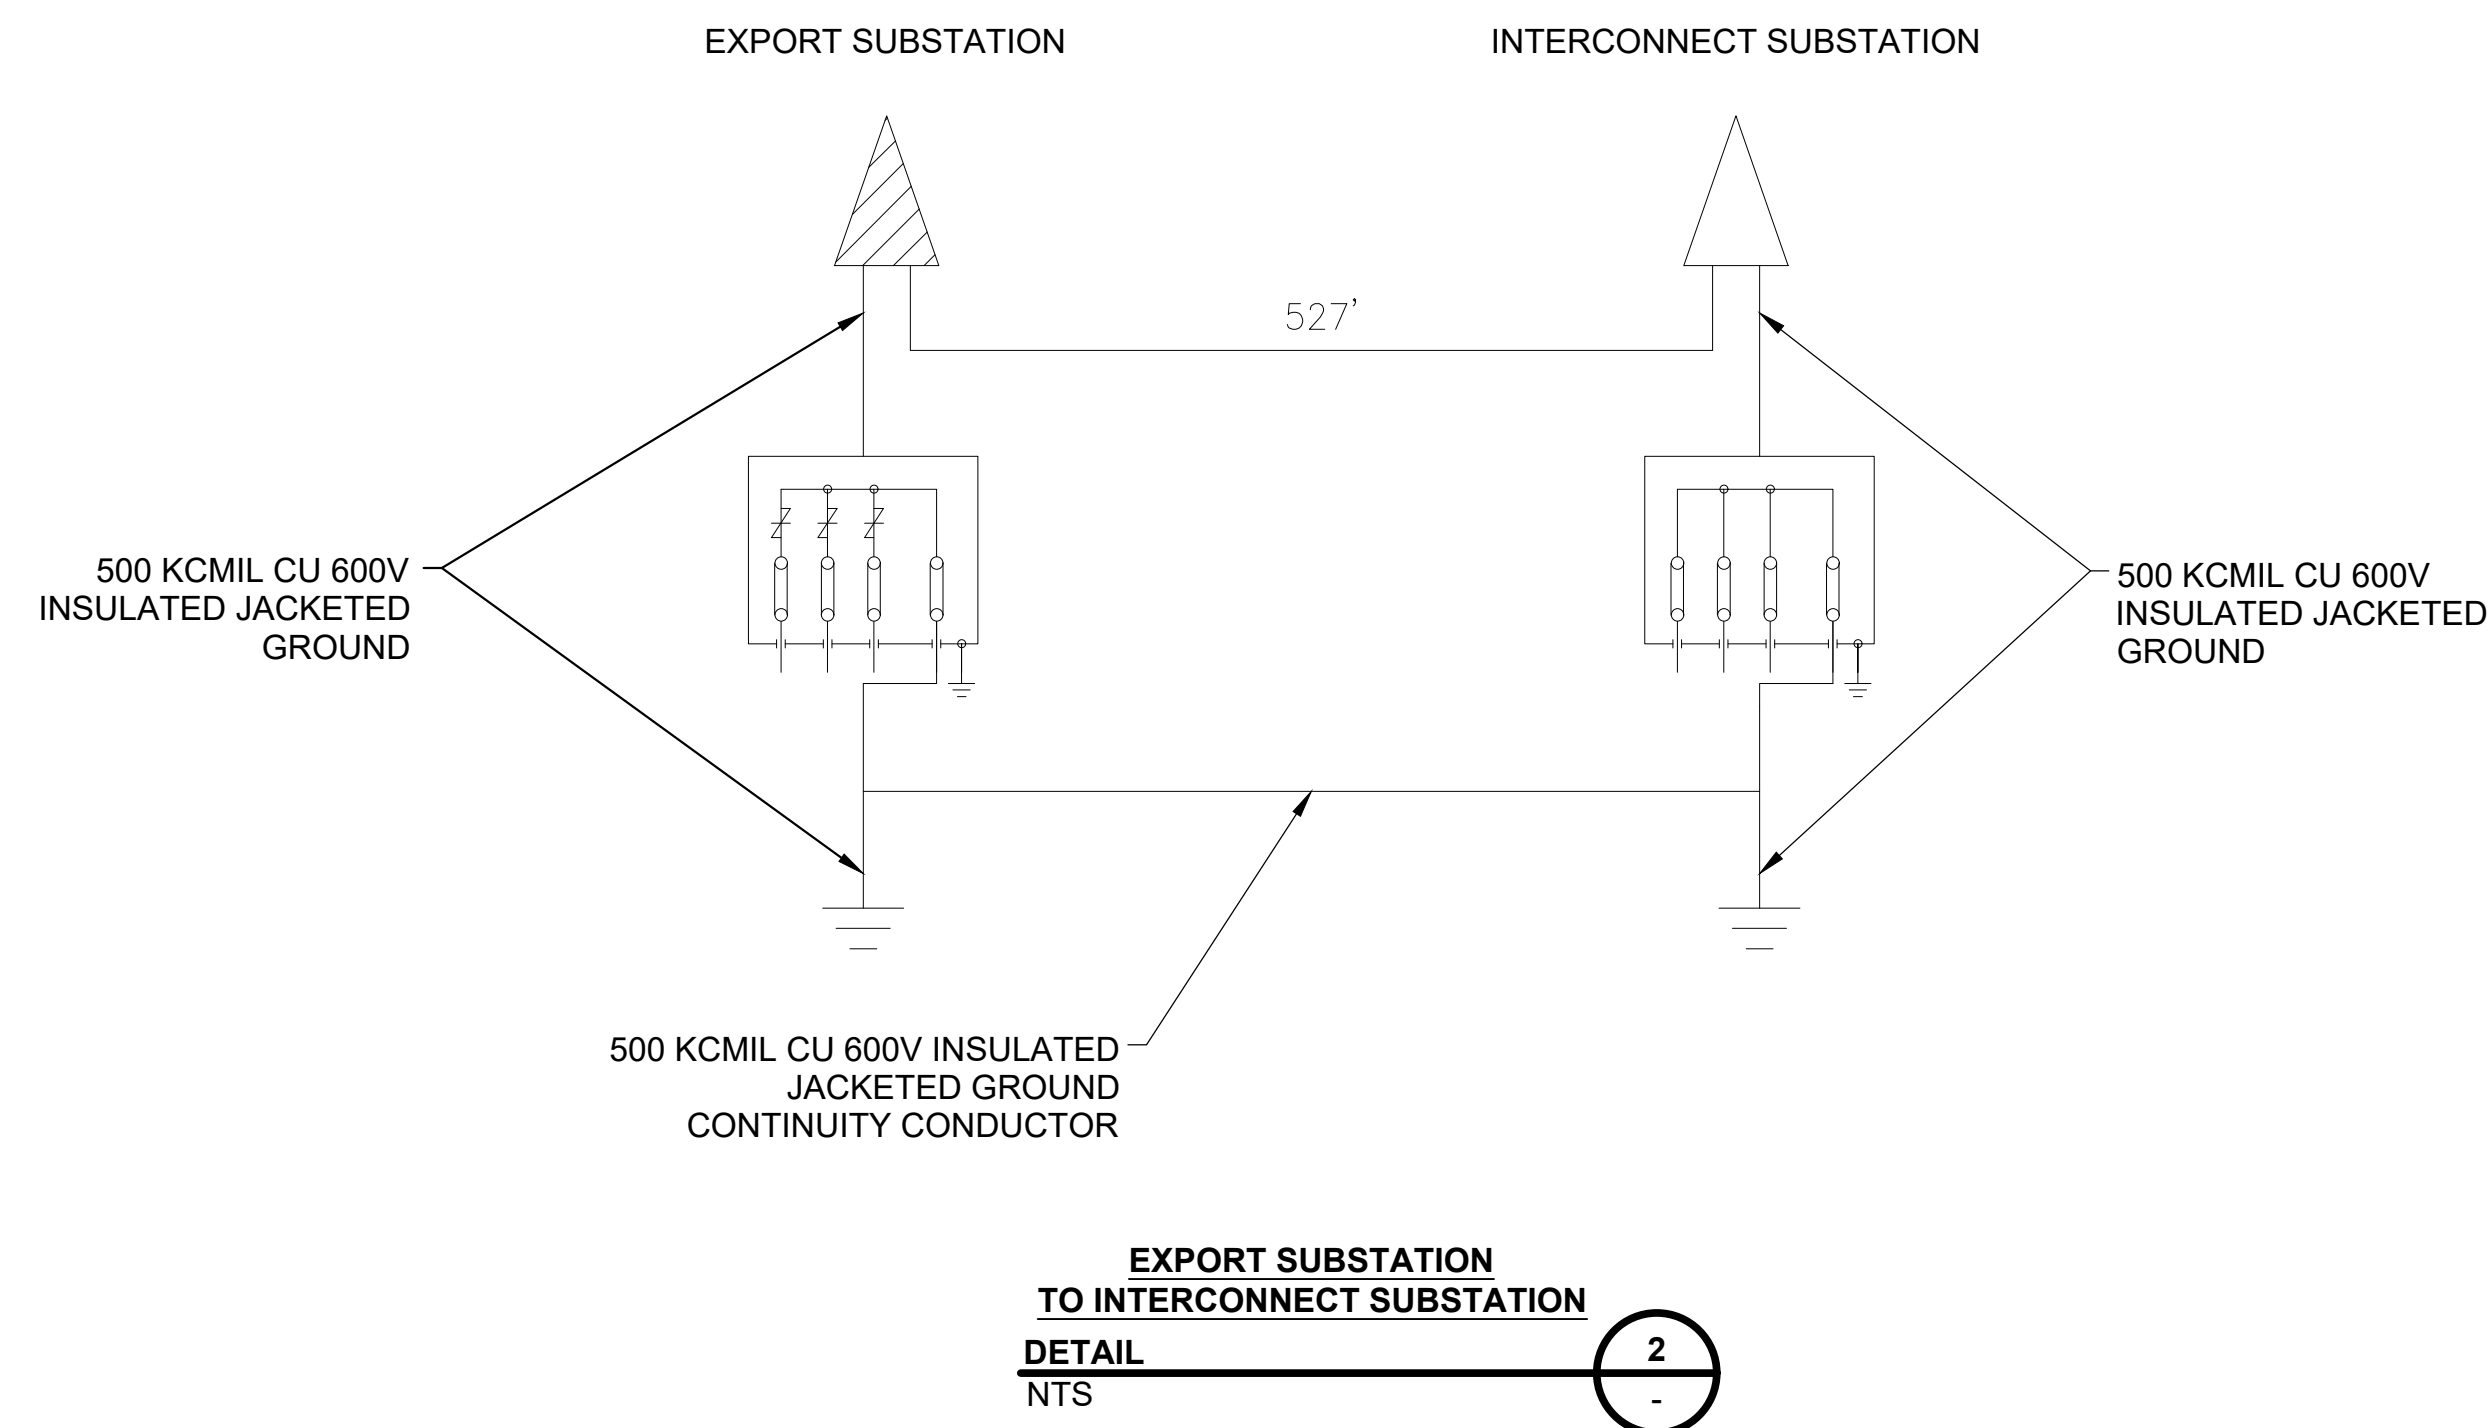 EXPORT SUBSTATION
INTERCONNECT SUBSTATION
527'
500 KCMIL CU 600V
INSULATED JACKETED
GROUND
500 KCMIL CU 600V
INSULATED JACKETED
GROUND
500 KCMIL CU 600V INSULATED
JACKETED GROUND
CONTINUITY CONDUCTOR
EXPORT SUBSTATION
TO INTERCONNECT SUBSTATION
DETAIL
2
NTS
-